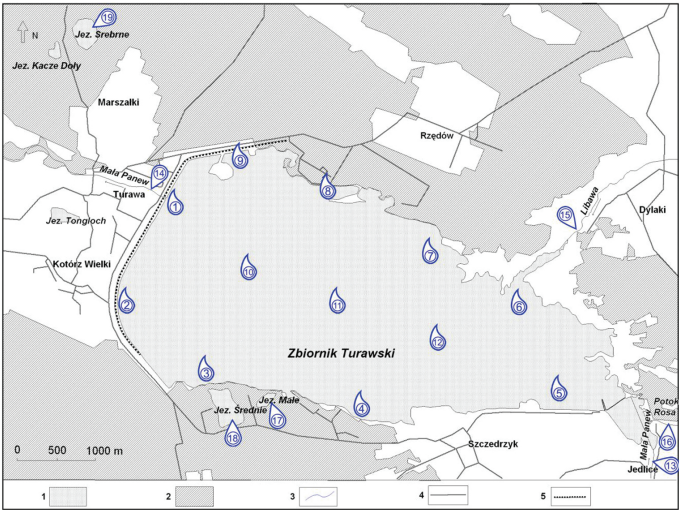 19
N
Jez. Srebrne
Jez. Kacze Doły
Marszałki
Rzędów
9
Mała Panew
14
8
Turawa
1
Libawa
15
Dylaki
Jez. Tongloch
7
Kotórz Wielki
10
2
11
6
12
Zbiornik Turawski
3
5
Jez. Małe
4
Potok
Rosa
Jez. Średnie
17
18
Mała Panew
16
0 500 1000 m
Szczedrzyk
Jedlice
13
1 2 3 4 5